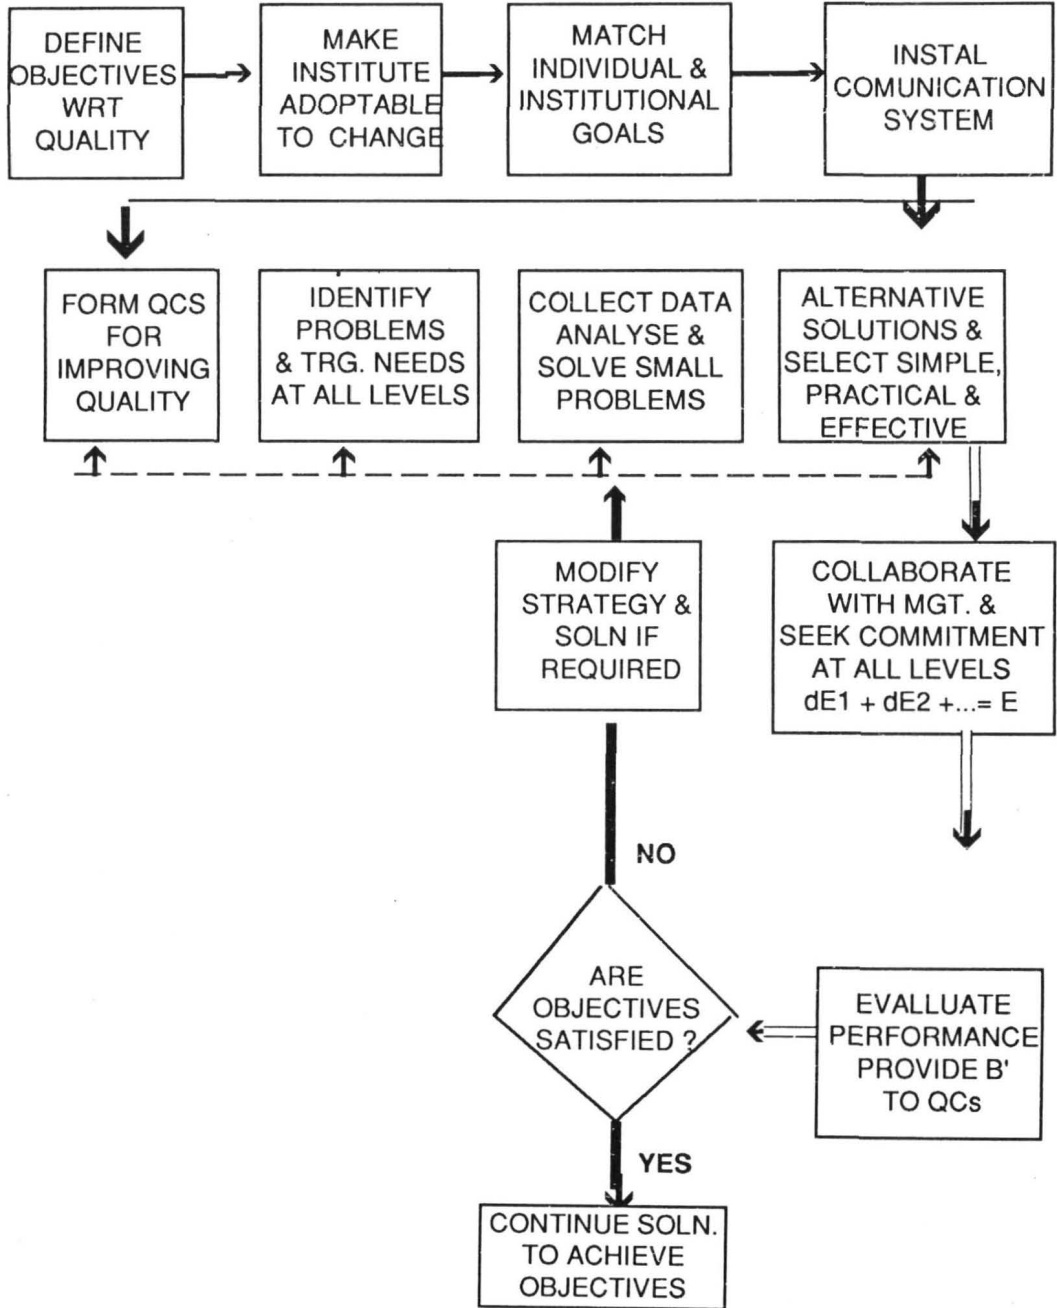 DEFINE
OBJECTIVES
WRT
QUALITY
MAKE
INSTITUTE
ADOPTABLE
TO CHANGE
MATCH
INDIVIDUAL &
INSTITUTIONAL
GOALS
INSTAL
COMUNICATION
SYSTEM
FORM QCS
FOR
IMPROVING
QUALITY
IDENTIFY
PROBLEMS
& TRG. NEEDS
AT ALL LEVELS
COLLECT DATA
ANALYSE &
SOLVE SMALL
PROBLEMS
ALTERNATIVE
SOLUTIONS &
SELECT SIMPLE,
PRACTICAL &
EFFECTIVE
MODIFY
STRATEGY &
SOLN IF
REQUIRED
COLLABORATE
WITH MGT. &
SEEK COMMITMENT
AT ALL LEVELS
dE1 + dE2 +...= E
NO
ARE
OBJECTIVES
SATISFIED ?
EVALLUATE
PERFORMANCE
PROVIDE B'
TO QCs
YES
CONTINUE SOLN.
TO ACHIEVE
OBJECTIVES